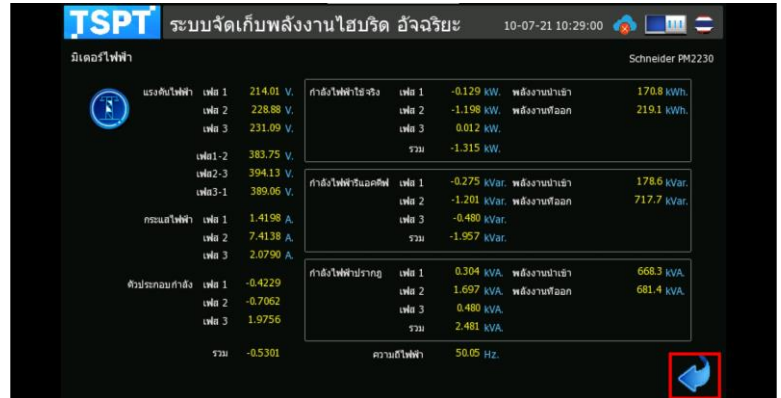 TSPT ระบบจัดเก็บพลังงานไฮบริด อัจฉริยะ 10-07-21 10:29:00
มิเตอร์ไฟฟ้า Schneider PM2230
แรงดันไฟฟ้า เฟส 1 214.01 V. กำลังไฟฟ้าใช้จริง เฟส 1 -0.129 kW. พลังงานนำเข้า 170.8 kWh.
เฟส 2 228.88 V. เฟส 2 -1.198 kW. พลังงานที่ออก 219.1 kWh.
เฟส 3 231.09 V. เฟส 3 0.012 kW.
รวม -1.315 kW.
เฟส1-2 383.75 V.
เฟส2-3 394.13 V.
เฟส3-1 389.06 V.
กำลังไฟฟ้ารีแอคตีฟ เฟส 1 -0.275 kVar. พลังงานนำเข้า 178.6 kVar.
เฟส 2 -1.201 kVar. พลังงานที่ออก 717.7 kVar.
กระแสไฟฟ้า เฟส 1 1.4198 A. เฟส 3 -0.480 kVar.
เฟส 2 7.4138 A. รวม -1.957 kVar.
เฟส 3 2.0790 A.
กำลังไฟฟ้าปรากฎ เฟส 1 0.304 kVA. พลังงานนำเข้า 668.3 kVA.
ตัวประกอบกำลัง เฟส 1 -0.4229
เฟส 2 1.697 kVA. พลังงานที่ออก 681.4 kVA.
เฟส 2 -0.7062
เฟส 3 0.480 kVA.
เฟส 3 1.9756
รวม 2.481 kVA.
รวม -0.5301 ความถี่ไฟฟ้า 50.05 Hz.